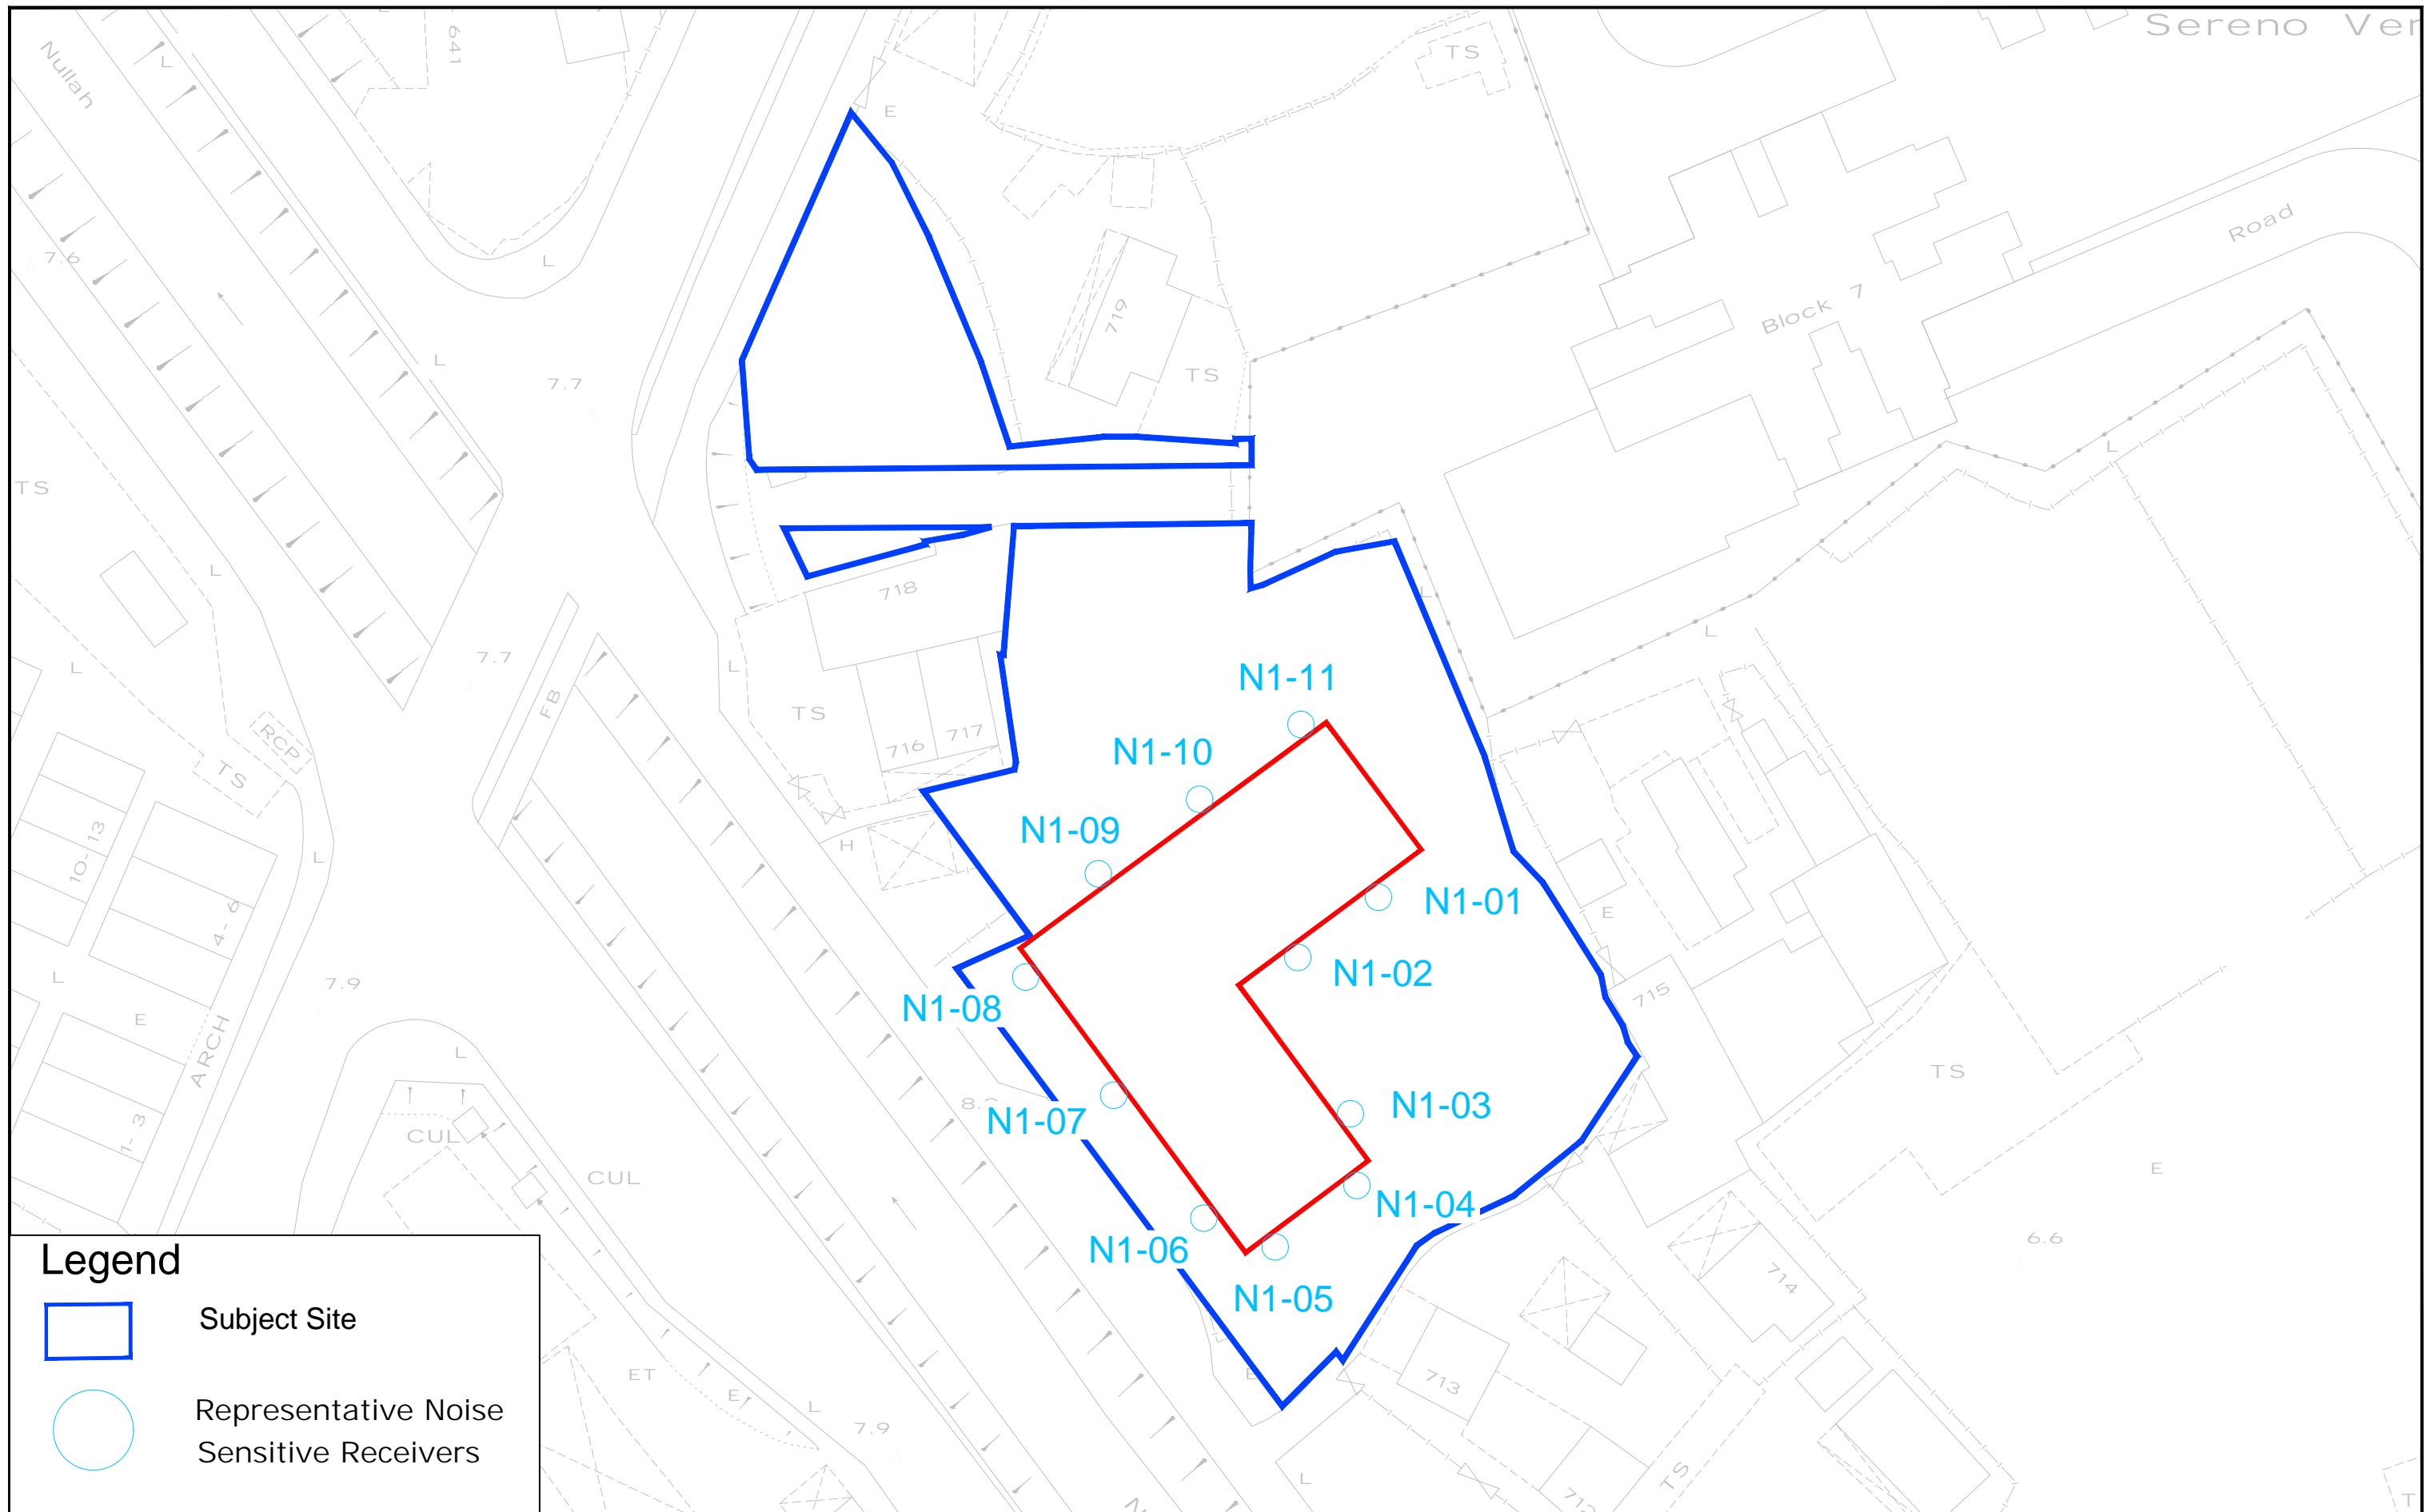 Sereno Ver
Nullah
L
641
E
TS
7.6
L
Road
719
Block 7
L
7.7
TS
TS
L
L
718
L
L
7.7
L
L
N1-11
FB
TS
716
717
N1-10
RCP
TS
10-13
N1-09
H
L
4-6
N1-01
E
L
7.9
N1-02
715
N1-08
E
ARCH
L
TS
N1-03
N1-07
1-3
CUL
CUL
E
N1-04
6.6
N1-06
714
N1-05
Legend
Subject Site
ET
E
E
713
L
7.9
Representative Noise
Sensitive Receivers
L
TS
712
T